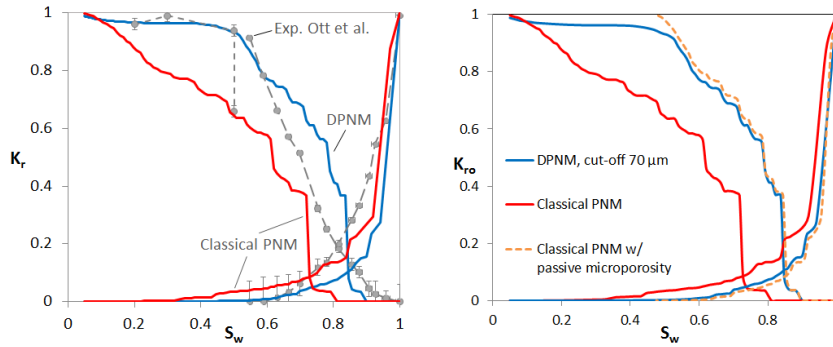 1
0.8
0.6
0.4
0.2
0
Kr
0
0.2
0.4
0.6
0.8
1
Sw
Exp. Ott et al.
DPNM
Classical PNM
1
0.8
0.6
0.4
0.2
0
Kro
0
0.2
0.4
0.6
0.8
Sw
DPNM, cut-off 70 µm
Classical PNM
Classical PNM w/
passive microporosity